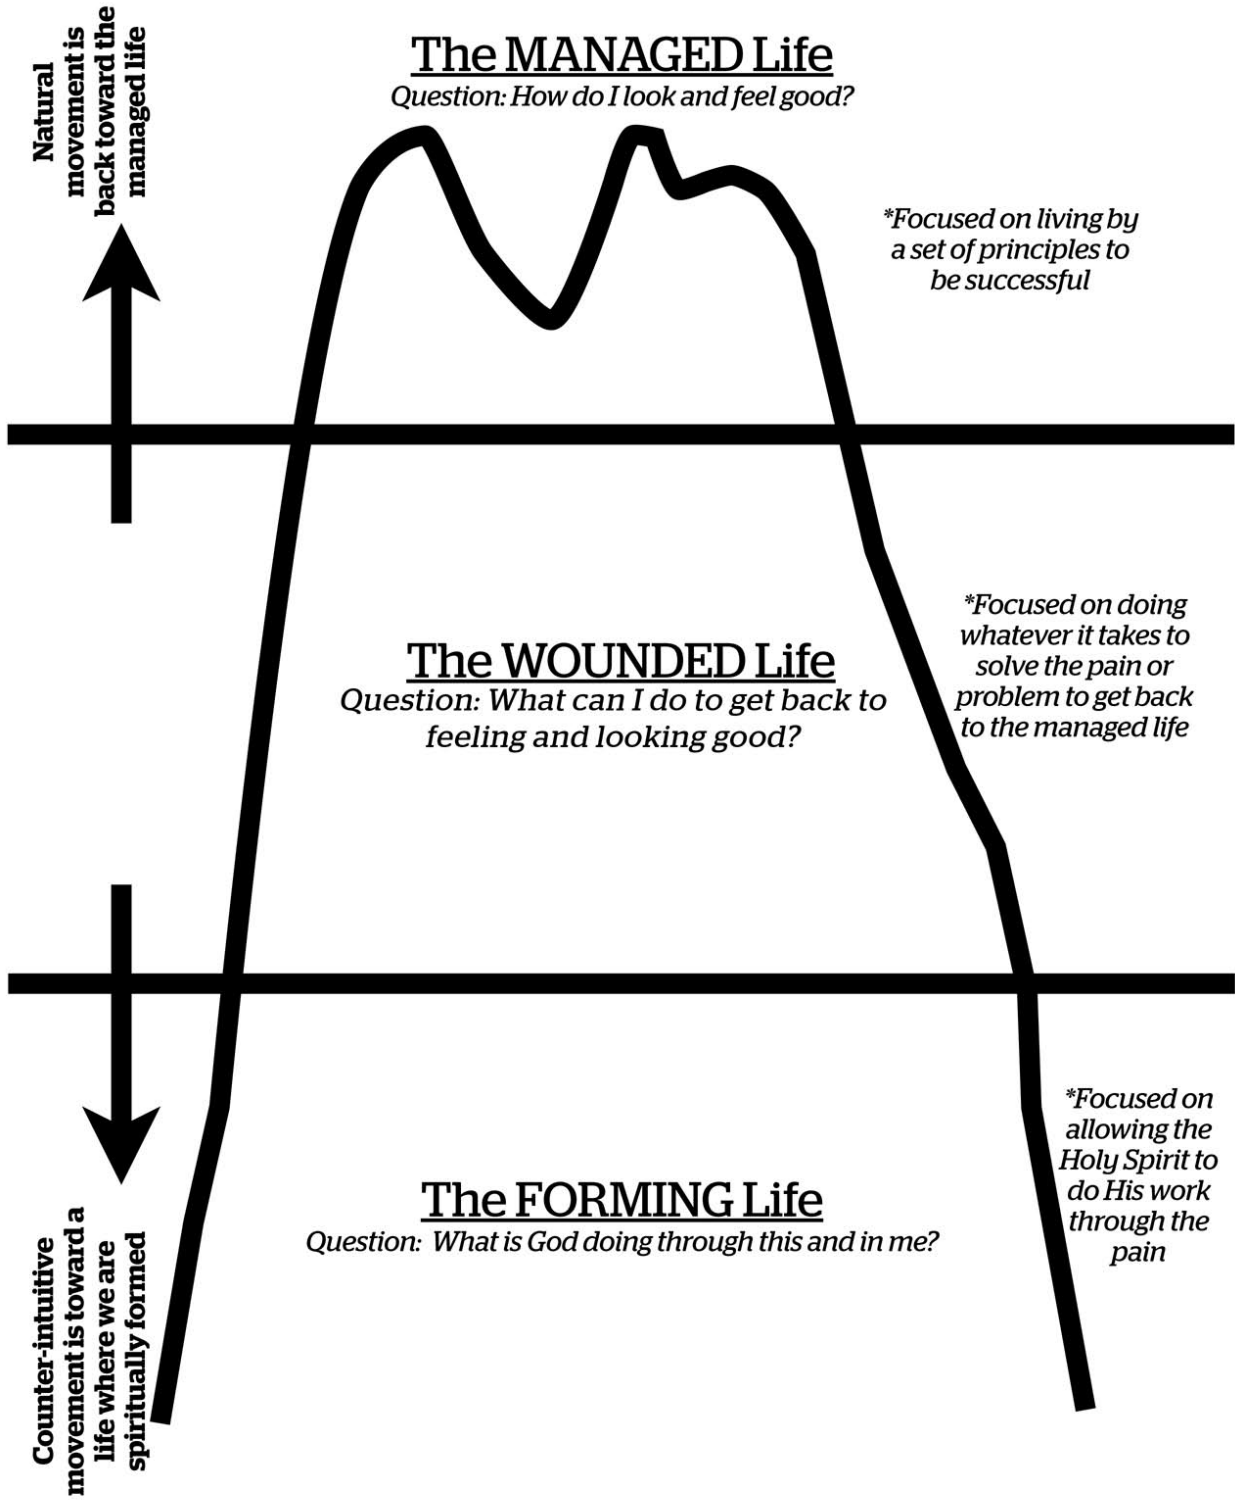 Natural
movement is
back toward the
managed life
The MANAGED Life
Question: How do I look and feel good?
*Focused on living by
a set of principles to
be successful
The WOUNDED Life
Question: What can I do to get back to
feeling and looking good?
*Focused on doing
whatever it takes to
solve the pain or
problem to get back
to the managed life
Counter-intuitive
movement is toward a
life where we are
spiritually formed
The FORMING Life
Question:  What is God doing through this and in me?
*Focused on
allowing the
Holy Spirit to
do His work
through the
pain